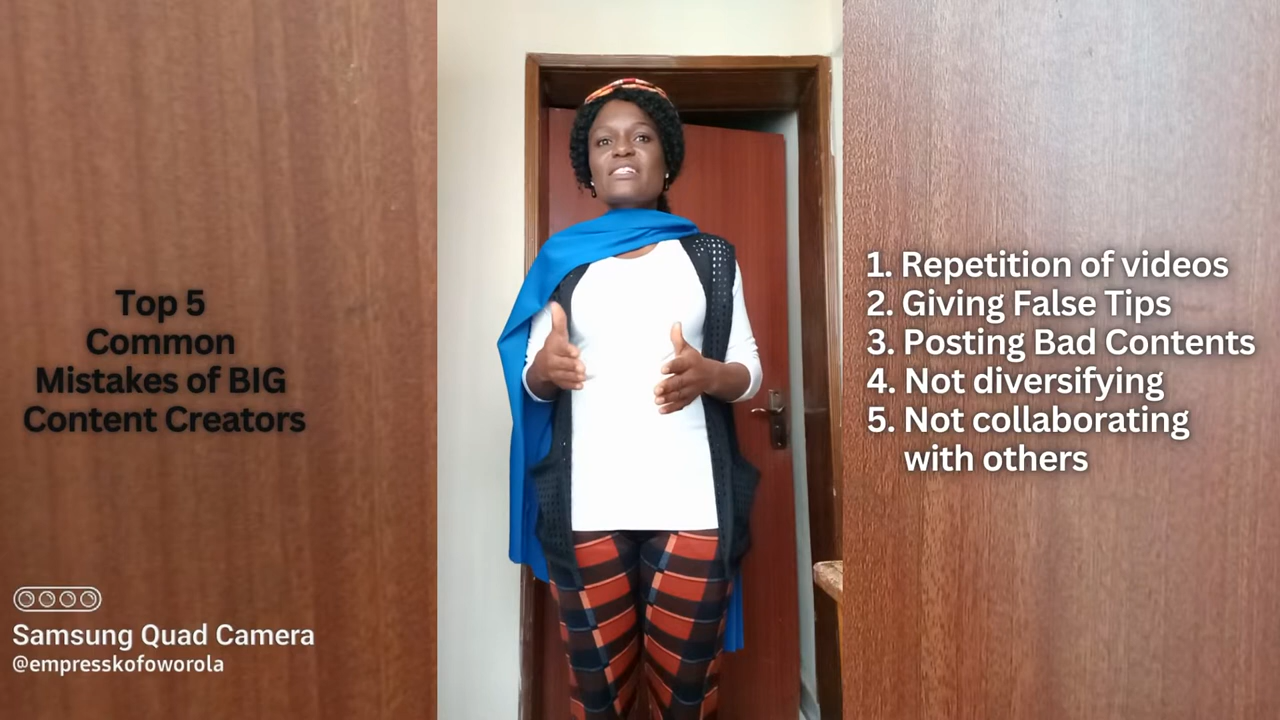 Top 5
Common
Mistakes of BIG
Content Creators
Samsung Quad Camera
@empresskofoworola
1. Repetition of videos
2. Giving False Tips
3. Posting Bad Contents
4. Not diversifying
5. Not collaborating
with others